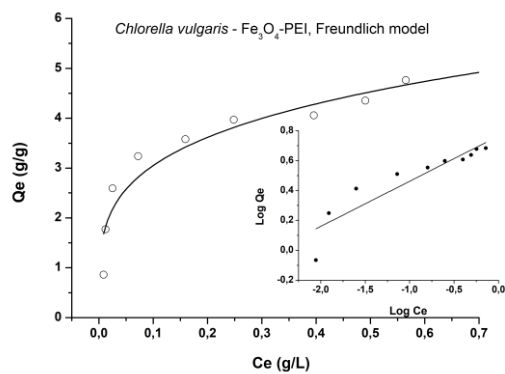 Chlorella vulgaris - Fe₃O₄-PEI, Freundlich model
6
5
4
3
2
1
0
Qe (g/g)
0,0 0,1 0,2 0,3 0,4 0,5 0,6 0,7
Ce (g/L)
0,8
0,6
0,4
0,2
0,0
-0,2
Log Qe
-2,0 -1,5 -1,0 -0,5 0,0
Log Ce